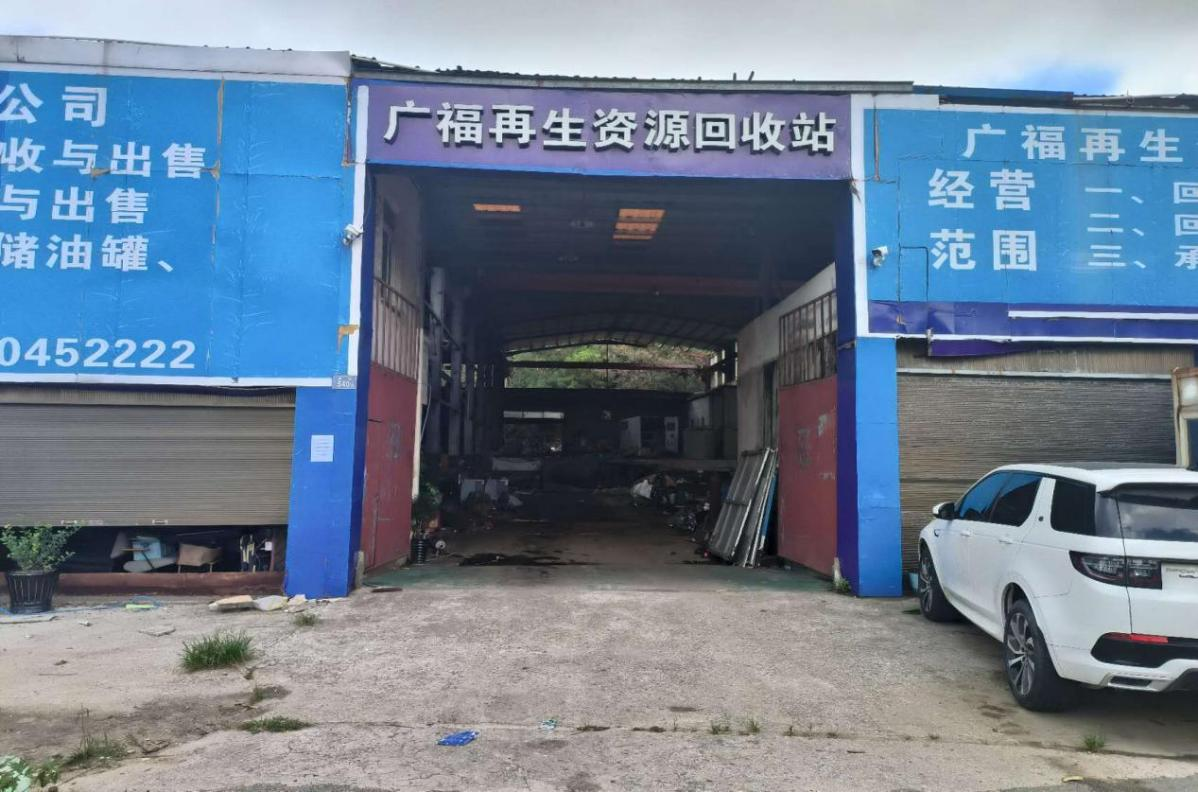 公司
收与出售
与出售
储油罐、
0452222
广福再生资源回收站
广福再生
经营
范围
一、回
二、回
三、承
540